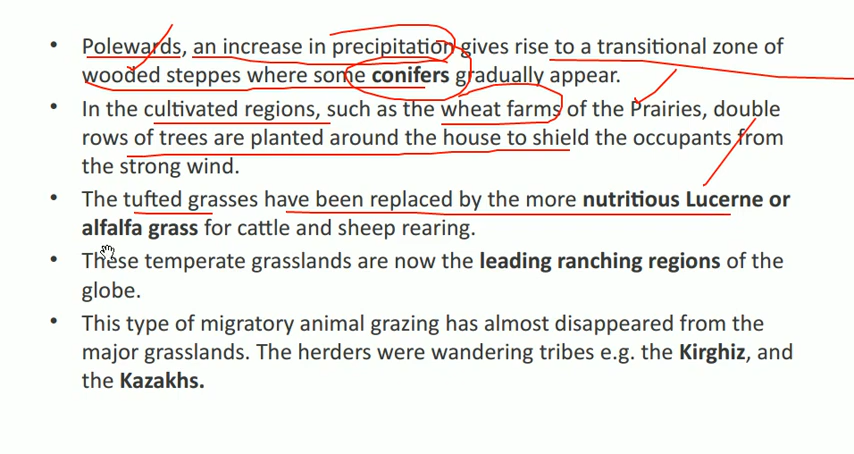 • Polewards, an increase in precipitation gives rise to a transitional zone of
wooded steppes where some conifers gradually appear.
• In the cultivated regions, such as the wheat farms of the Prairies, double
rows of trees are planted around the house to shield the occupants from
the strong wind.
• The tufted grasses have been replaced by the more nutritious Lucerne or
alfalfa grass for cattle and sheep rearing.
• These temperate grasslands are now the leading ranching regions of the
globe.
• This type of migratory animal grazing has almost disappeared from the
major grasslands. The herders were wandering tribes e.g. the Kirghiz, and
the Kazakhs.